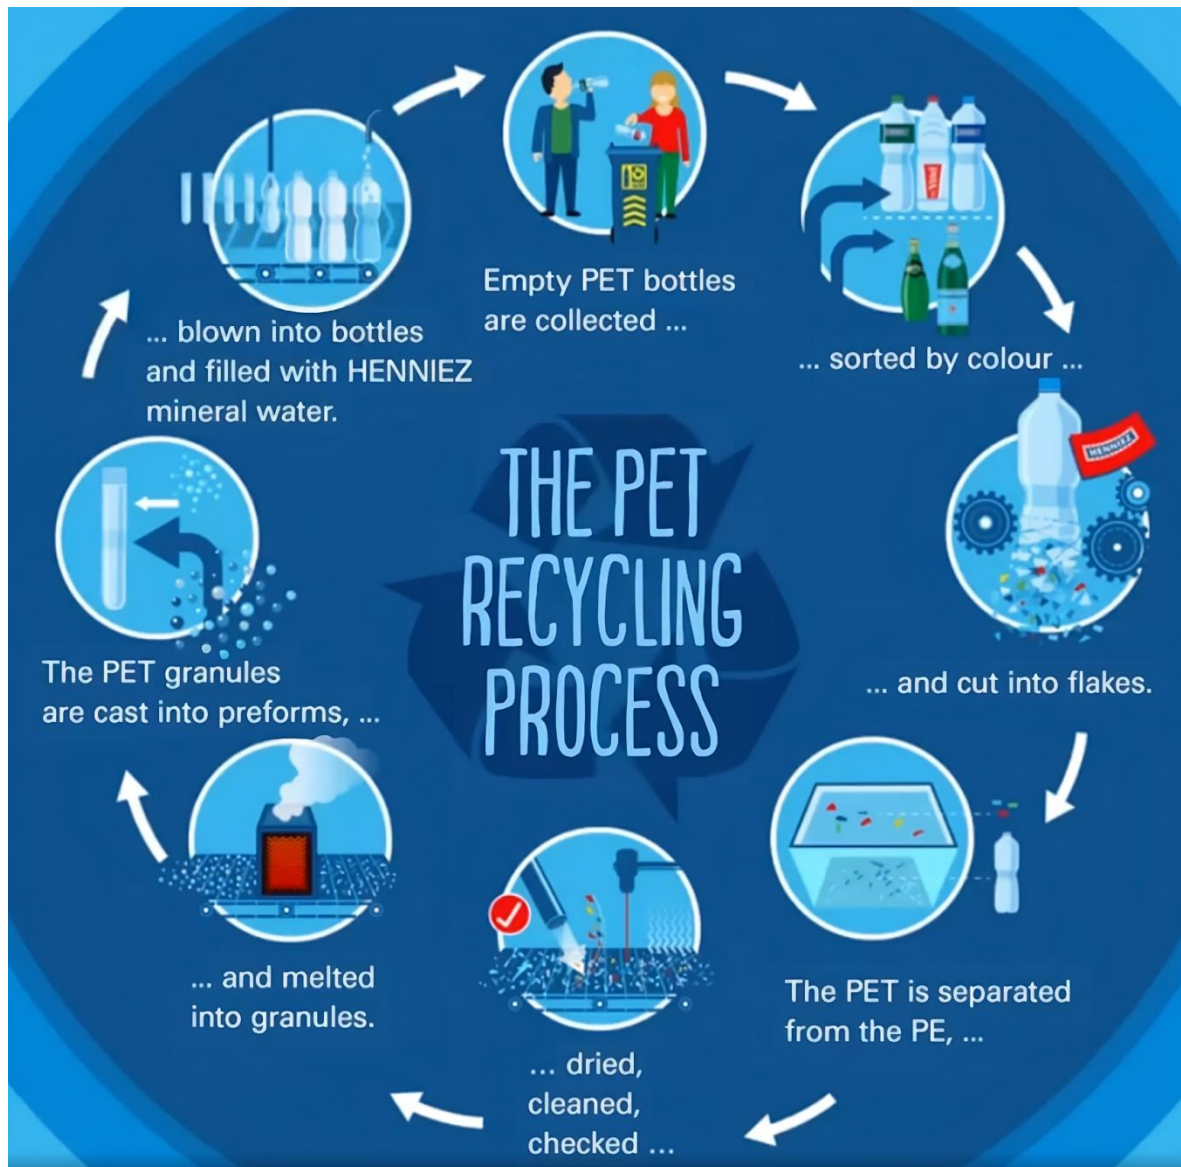 Empty PET bottles
are collected ...
... sorted by colour ...
HENNIEZ
... and cut into flakes.
The PET is separated
from the PE, ...
... dried,
cleaned,
checked ...
... and melted
into granules.
The PET granules
are cast into preforms, ...
... blown into bottles
and filled with HENNIEZ
mineral water.
THE PET
RECYCLING
PROCESS